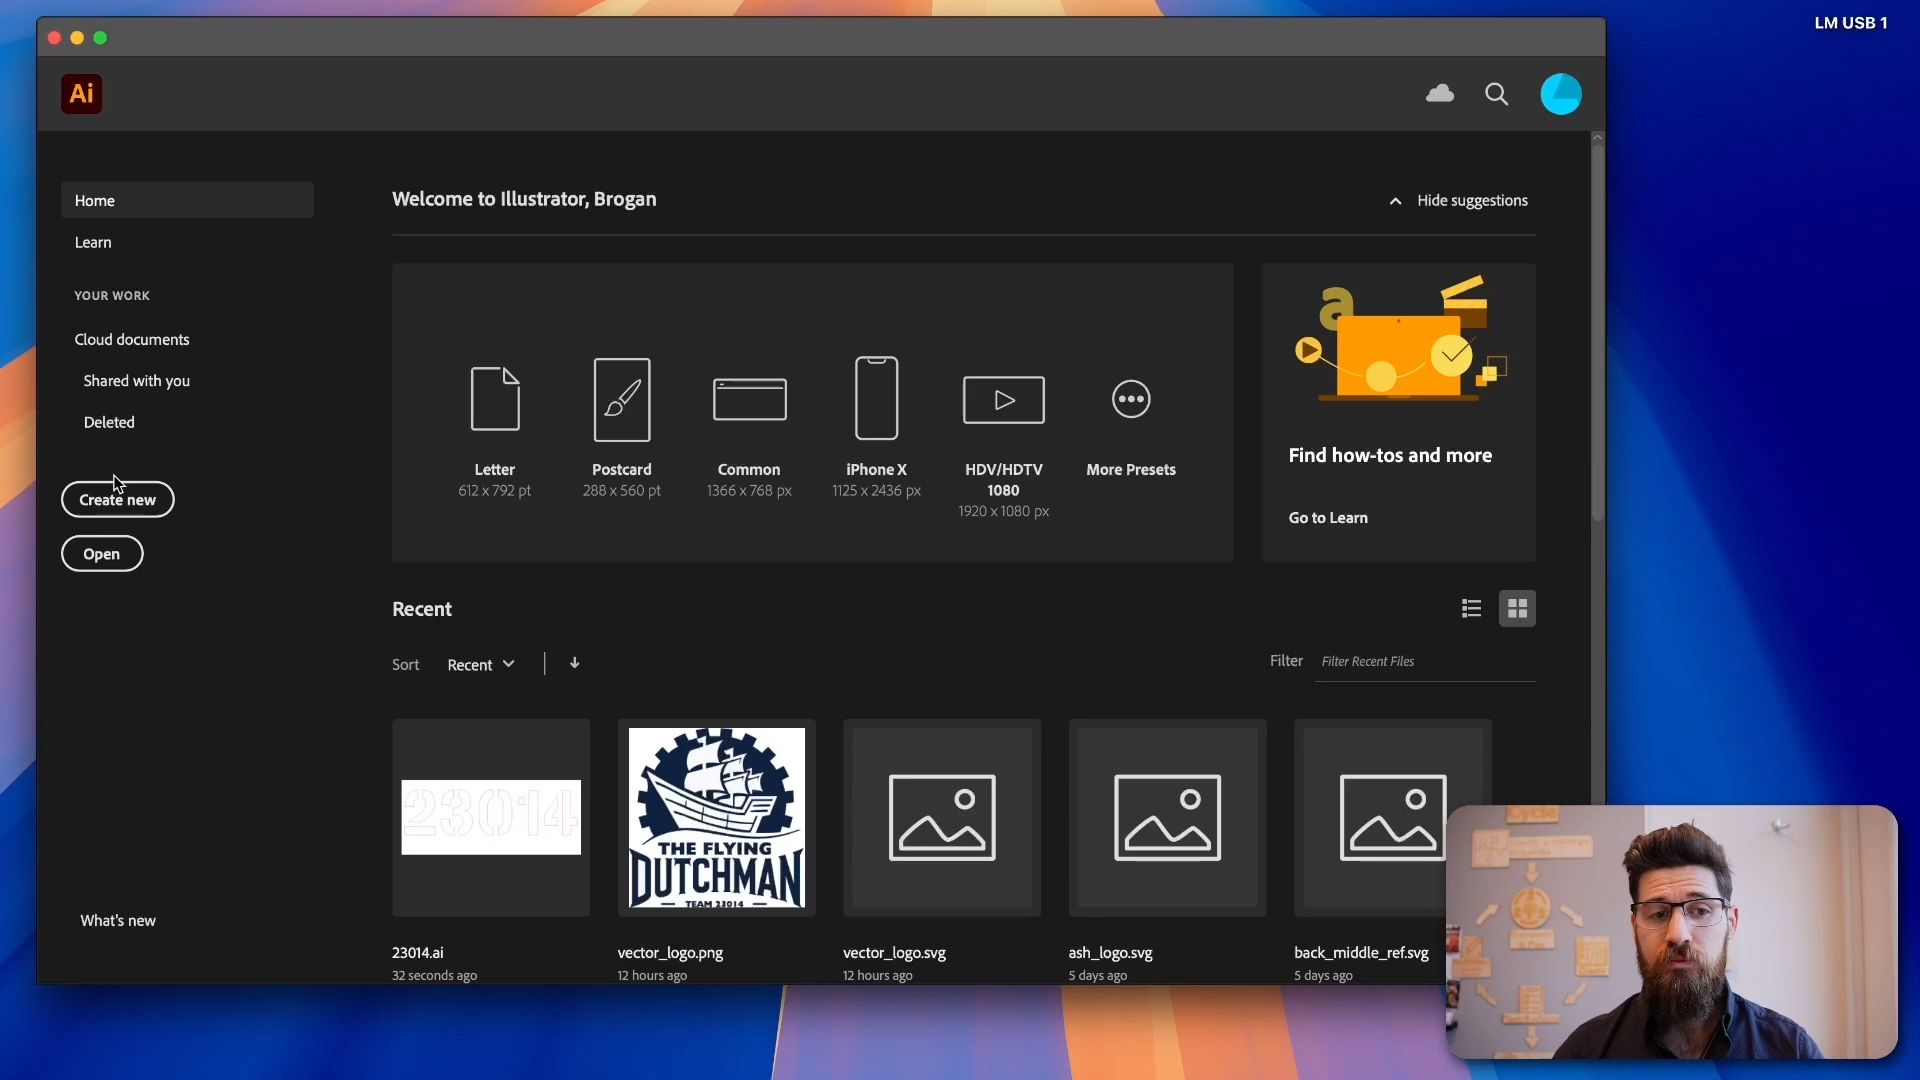 LM USB 1
Ai
Home
Learn
YOUR WORK
Cloud documents
Shared with you
Deleted
Create new
Open
What's new
Welcome to Illustrator, Brogan
Hide suggestions
Letter
612 x 792 pt
Postcard
288 x 560 pt
Common
1366 x 768 px
iPhone X
1125 x 2436 px
HDV/HDTV
1080
1920 x 1080 px
More Presets
a
Find how-tos and more
Go to Learn
Recent
Sort
Recent
Filter
Filter Recent Files
23014
THE FLYING
DUTCHMAN
TEAM 23014
23014.ai
32 seconds ago
vector_logo.png
12 hours ago
vector_logo.svg
12 hours ago
ash_logo.svg
5 days ago
back_middle_ref.svg
5 days ago
Cycle